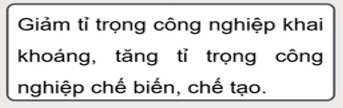 Giảm tỉ trọng công nghiệp khai
khoáng, tăng tỉ trọng công
nghiệp chế biến, chế tạo.